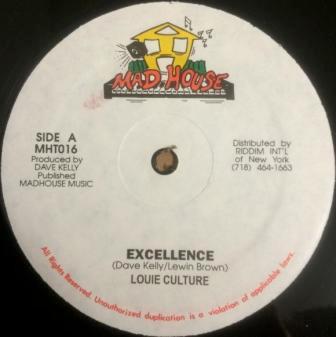 MAD HOUSE
SIDE A
MHT016
Produced by
DAVE KELLY
Published
MADHOUSE MUSIC
Distributed by
RIDDIM INT'L
of New York
(718) 464-1663
EXCELLENCE
(Dave Kelly/Lewin Brown)
LOUIE CULTURE
All Rights Reserved. Unauthorized duplication is a violation of applicable laws.